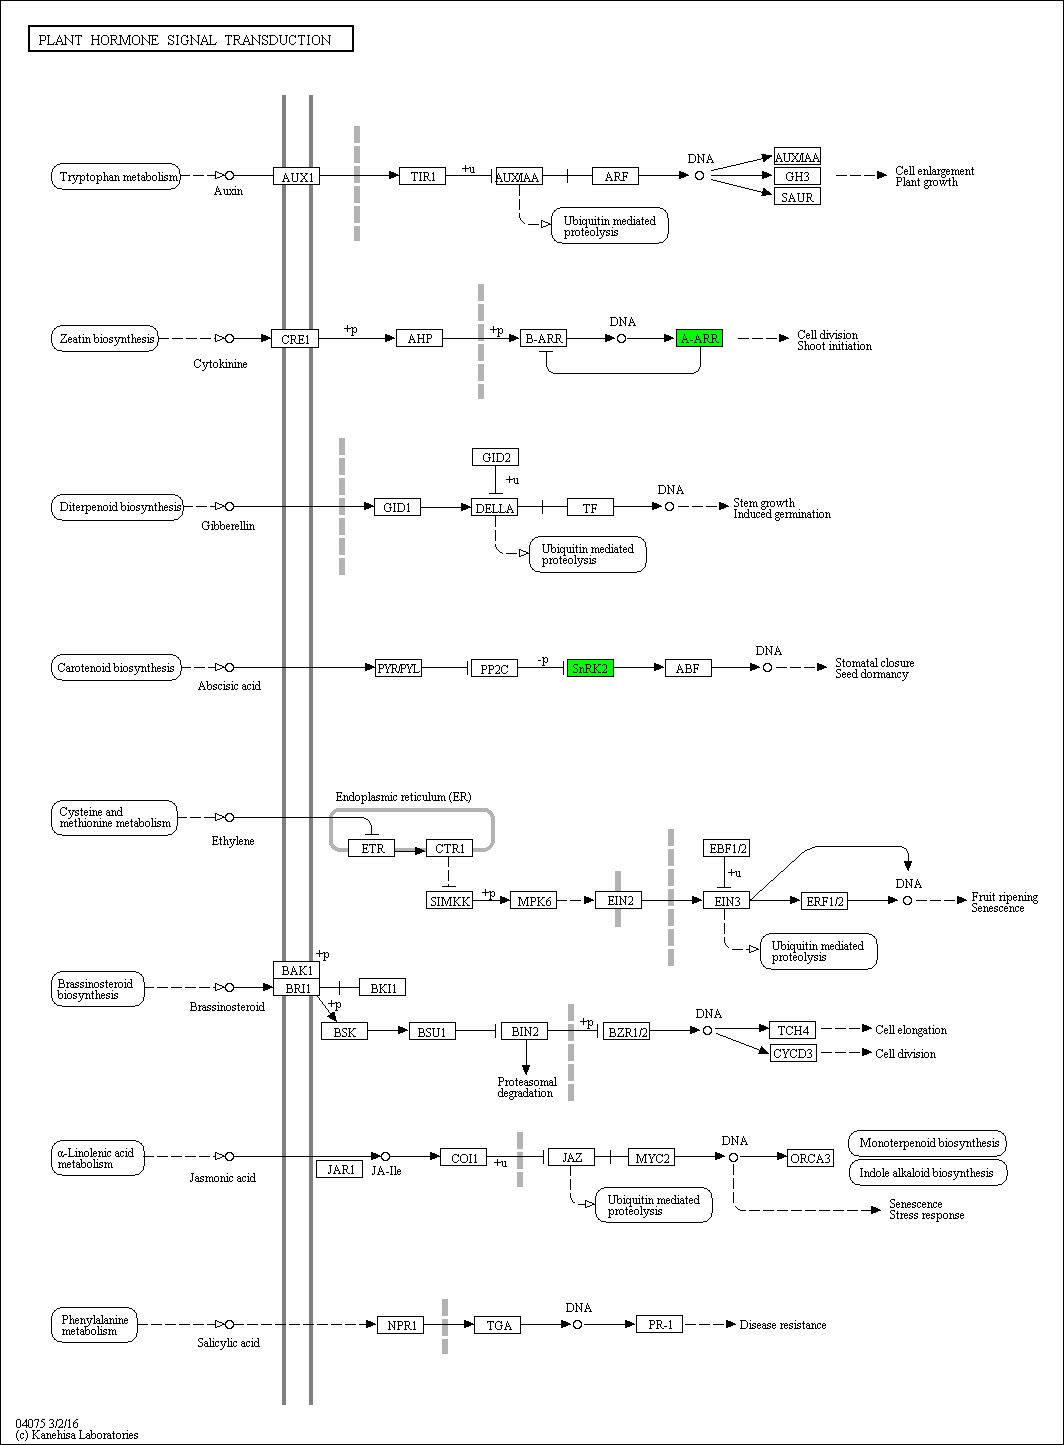 PLANT HORMONE SIGNAL TRANSDUCTION
Tryptophan metabolism
Auxin
AUX1
TIR1
+u
AUX/IAA
ARF
DNA
AUX/IAA
GH3
SAUR
Cell enlargement
Plant growth
Ubiquitin mediated
proteolysis
Zeatin biosynthesis
Cytokinine
CRE1
+p
AHP
+p
B-ARR
DNA
A-ARR
Cell division
Shoot initiation
GID2
+u
Diterpenoid biosynthesis
Gibberellin
GID1
DELLA
TF
DNA
Stem growth
Induced germination
Ubiquitin mediated
proteolysis
Carotenoid biosynthesis
Abscisic acid
PYR/PYL
PP2C
-p
SnRK2
ABF
DNA
Stomatal closure
Seed dormancy
Endoplasmic reticulum (ER)
Cysteine and
methionine metabolism
Ethylene
ETR
CTR1
EBF1/2
+u
SIMKK
+p
MPK6
EIN2
EIN3
ERF1/2
DNA
Fruit ripening
Senescence
Ubiquitin mediated
proteolysis
Brassinosteroid
biosynthesis
Brassinosteroid
BAK1
+p
BRI1
BKI1
+p
BSK
BSU1
BIN2
+p
BZR1/2
DNA
TCH4
Cell elongation
CYCD3
Cell division
Proteasomal
degradation
α-Linolenic acid
metabolism
Jasmonic acid
JAR1
JA-Ile
COI1
+u
JAZ
MYC2
DNA
ORCA3
Monoterpenoid biosynthesis
Indole alkaloid biosynthesis
Ubiquitin mediated
proteolysis
Senescence
Stress response
Phenylalanine
metabolism
Salicylic acid
NPR1
TGA
DNA
PR-1
Disease resistance
04075 3/2/16
(c) Kanehisa Laboratories